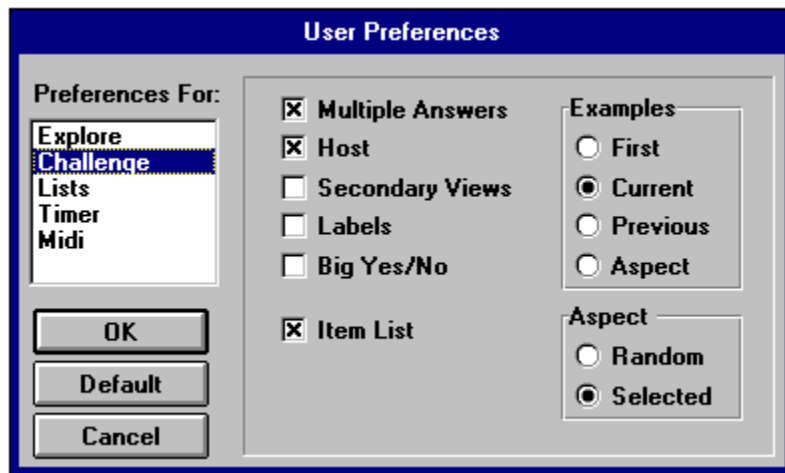 User Preferences
Preferences For:
Explore
Challenge
Lists
Timer
Midi
OK
Default
Cancel
Multiple Answers
Host
Secondary Views
Labels
Big Yes/No
Item List
Examples
First
Current
Previous
Aspect
Aspect
Random
Selected